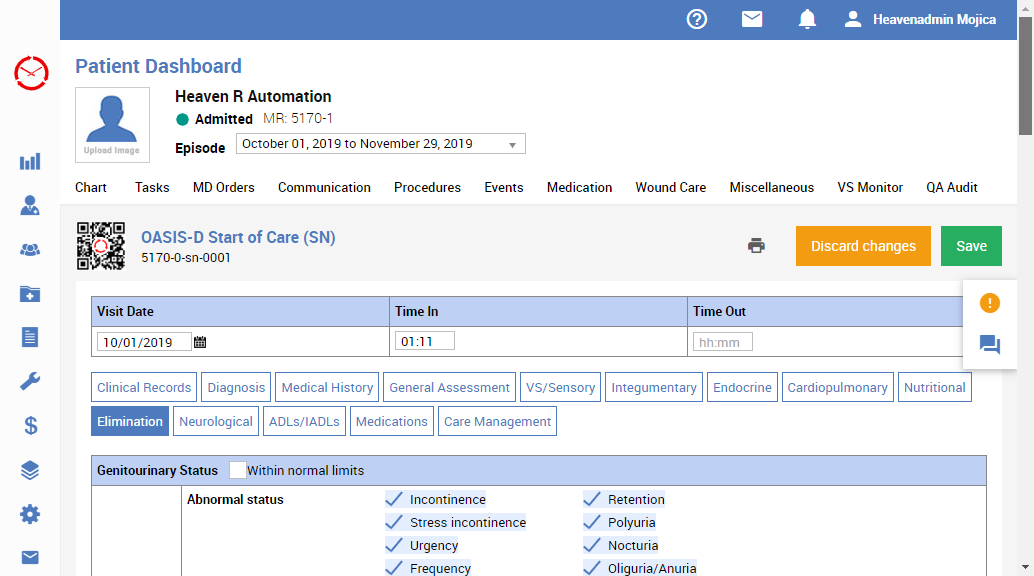 Heavenadmin Mojica
Patient Dashboard
Upload Image
Heaven R Automation
Admitted MR: 5170-1
Episode October 01, 2019 to November 29, 2019
Chart Tasks MD Orders Communication Procedures Events Medication Wound Care Miscellaneous VS Monitor QA Audit
OASIS-D Start of Care (SN)
5170-0-sn-0001
Discard changes Save
Visit Date Time In Time Out
10/01/2019 01:11 hh:mm
Clinical Records Diagnosis Medical History General Assessment VS/Sensory Integumentary Endocrine Cardiopulmonary Nutritional
Elimination Neurological ADLs/IADLs Medications Care Management
Genitourinary Status Within normal limits
Abnormal status Incontinence Retention
Stress incontinence Polyuria
Urgency Nocturia
Frequency Oliguria/Anuria